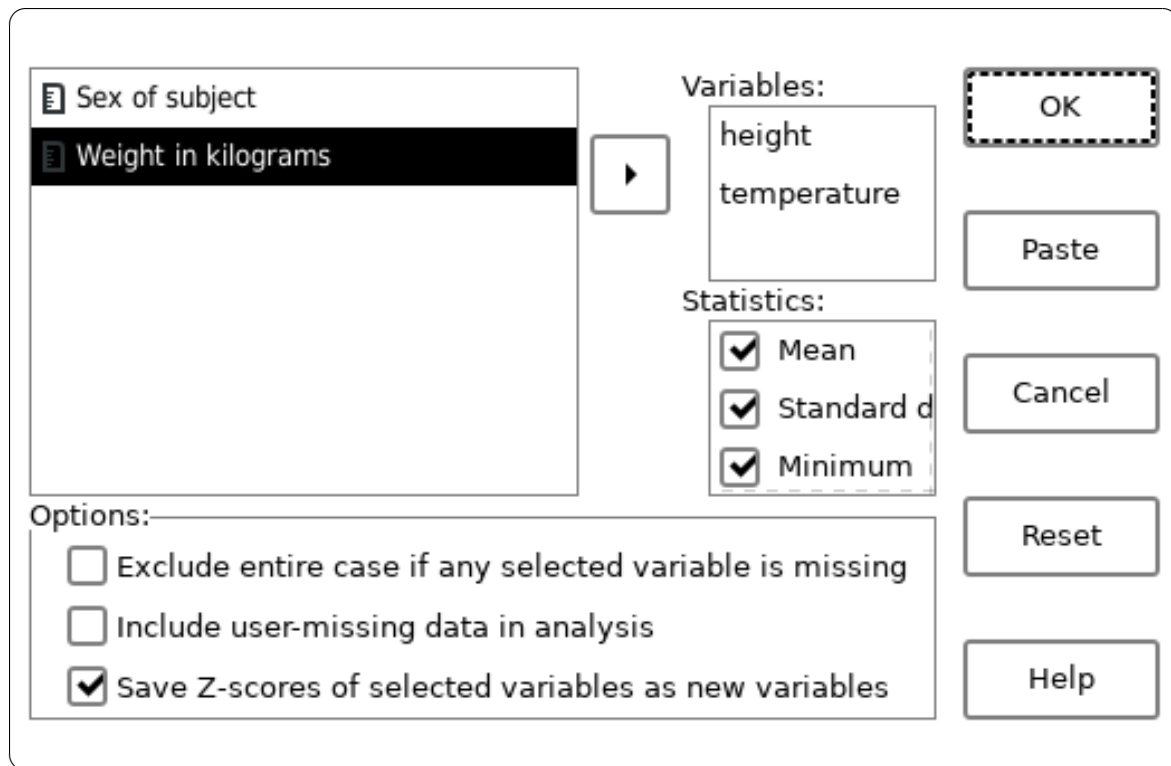 Sex of subject
Weight in kilograms
Variables:
height
temperature
Statistics:
Mean
Standard d
Minimum
Options:
Exclude entire case if any selected variable is missing
Include user-missing data in analysis
Save Z-scores of selected variables as new variables
OK
Paste
Cancel
Reset
Help